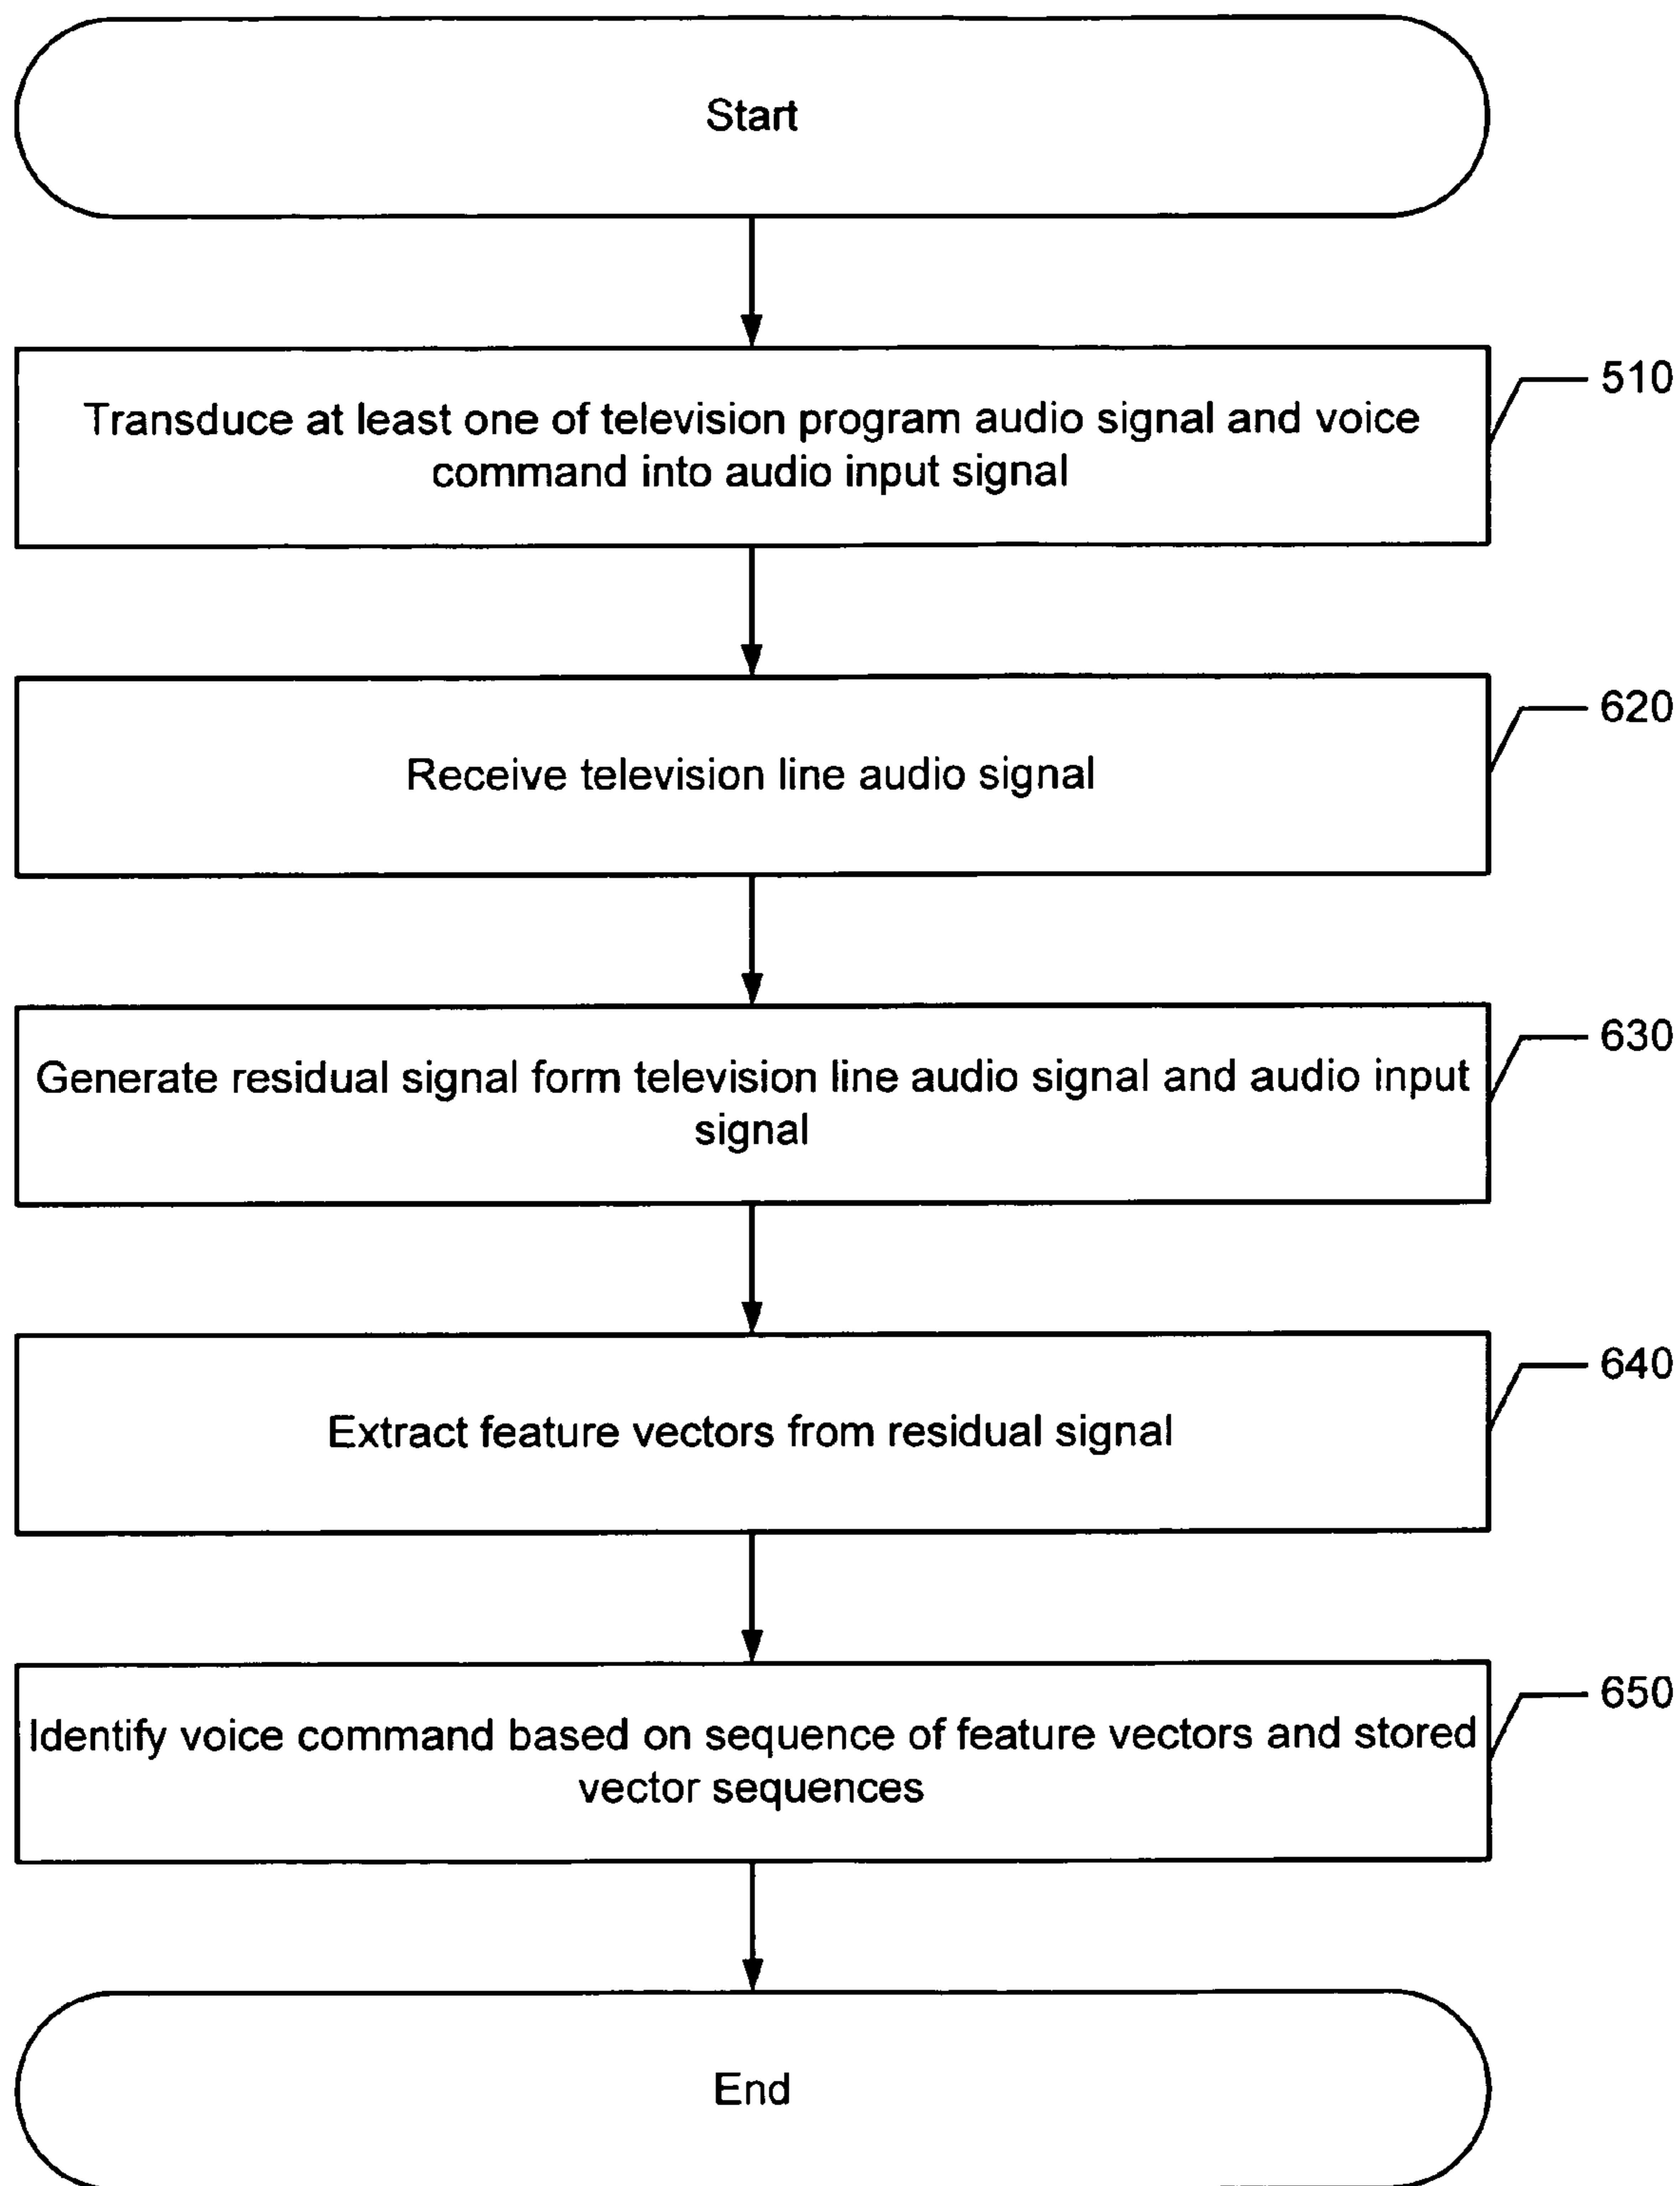 Start
510
Transduce at least one of television program audio signal and voice
command into audio input signal
620
Receive television line audio signal
630
Generate residual signal form television line audio signal and audio input
signal
640
Extract feature vectors from residual signal
650
Identify voice command based on sequence of feature vectors and stored
vector sequences
End